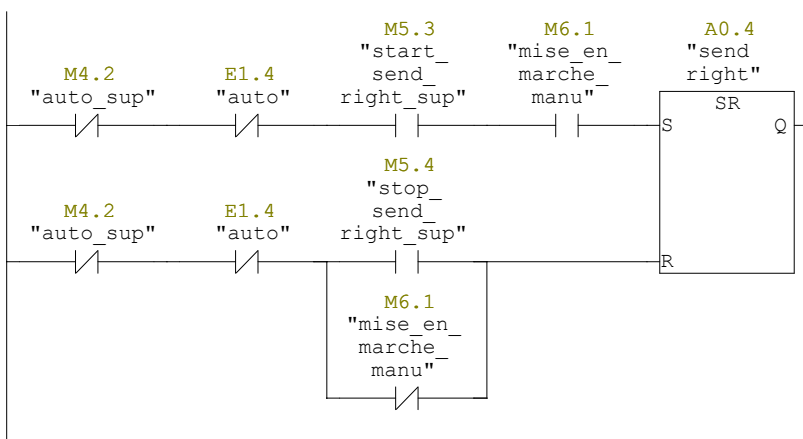 M5.3 M6.1 A0.4
"start_ "mise_en_ "send
M4.2 E1.4 send_ marche_ right"
"auto_sup" "auto" right_sup" manu" SR
S Q
M5.4
"stop_
M4.2 E1.4 send_
"auto_sup" "auto" right_sup"
R
M6.1
"mise_en_
marche_
manu"